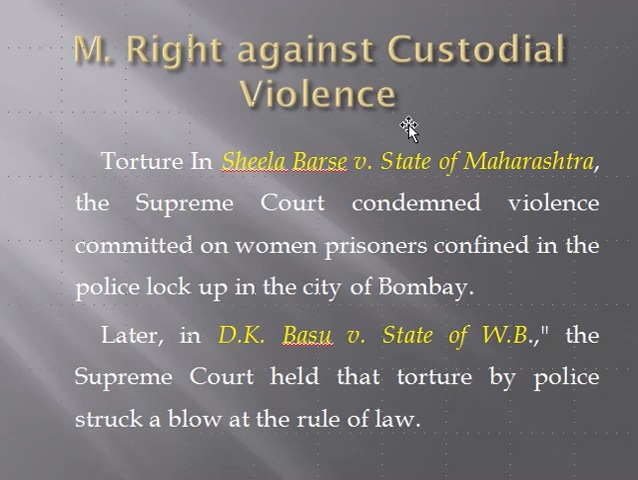 M. Right against Custodial
Violence
Torture In Sheela Barse v. State of Maharashtra,
the Supreme Court condemned violence
committed on women prisoners confined in the
police lock up in the city of Bombay.
Later, in D.K. Basu v. State of W.B.," the
Supreme Court held that torture by police
struck a blow at the rule of law.